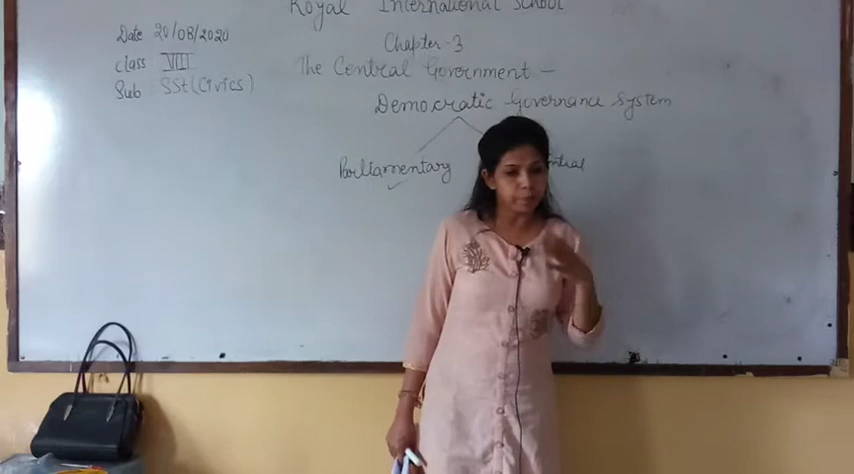 Royal International School
Date 20/08/2020
Chapter-3
class VIII
The Central Government –
Sub SSt (Civics)
Democratic Governance System
Parliamentary